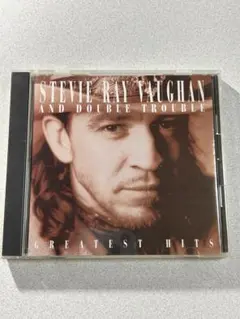 STEVIE RAY VAUGHAN
AND DOUBLE TROUBLE
GREATEST HITS